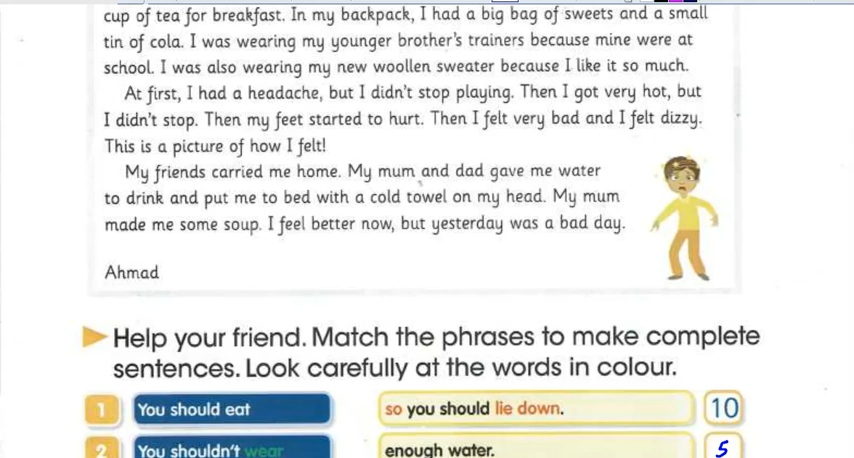 cup of tea for breakfast. In my backpack, I had a big bag of sweets and a small
tin of cola. I was wearing my younger brother's trainers because mine were at
school. I was also wearing my new woollen sweater because I like it so much.
At first, I had a headache, but I didn't stop playing. Then I got very hot, but
I didn't stop. Then my feet started to hurt. Then I felt very bad and I felt dizzy.
This is a picture of how I felt!
My friends carried me home. My mum and dad gave me water
to drink and put me to bed with a cold towel on my head. My mum
made me some soup. I feel better now, but yesterday was a bad day.
Ahmad
Help your friend. Match the phrases to make complete
sentences. Look carefully at the words in colour.
1 You should eat so you should lie down. 10
2 You shouldn't wear enough water. 5